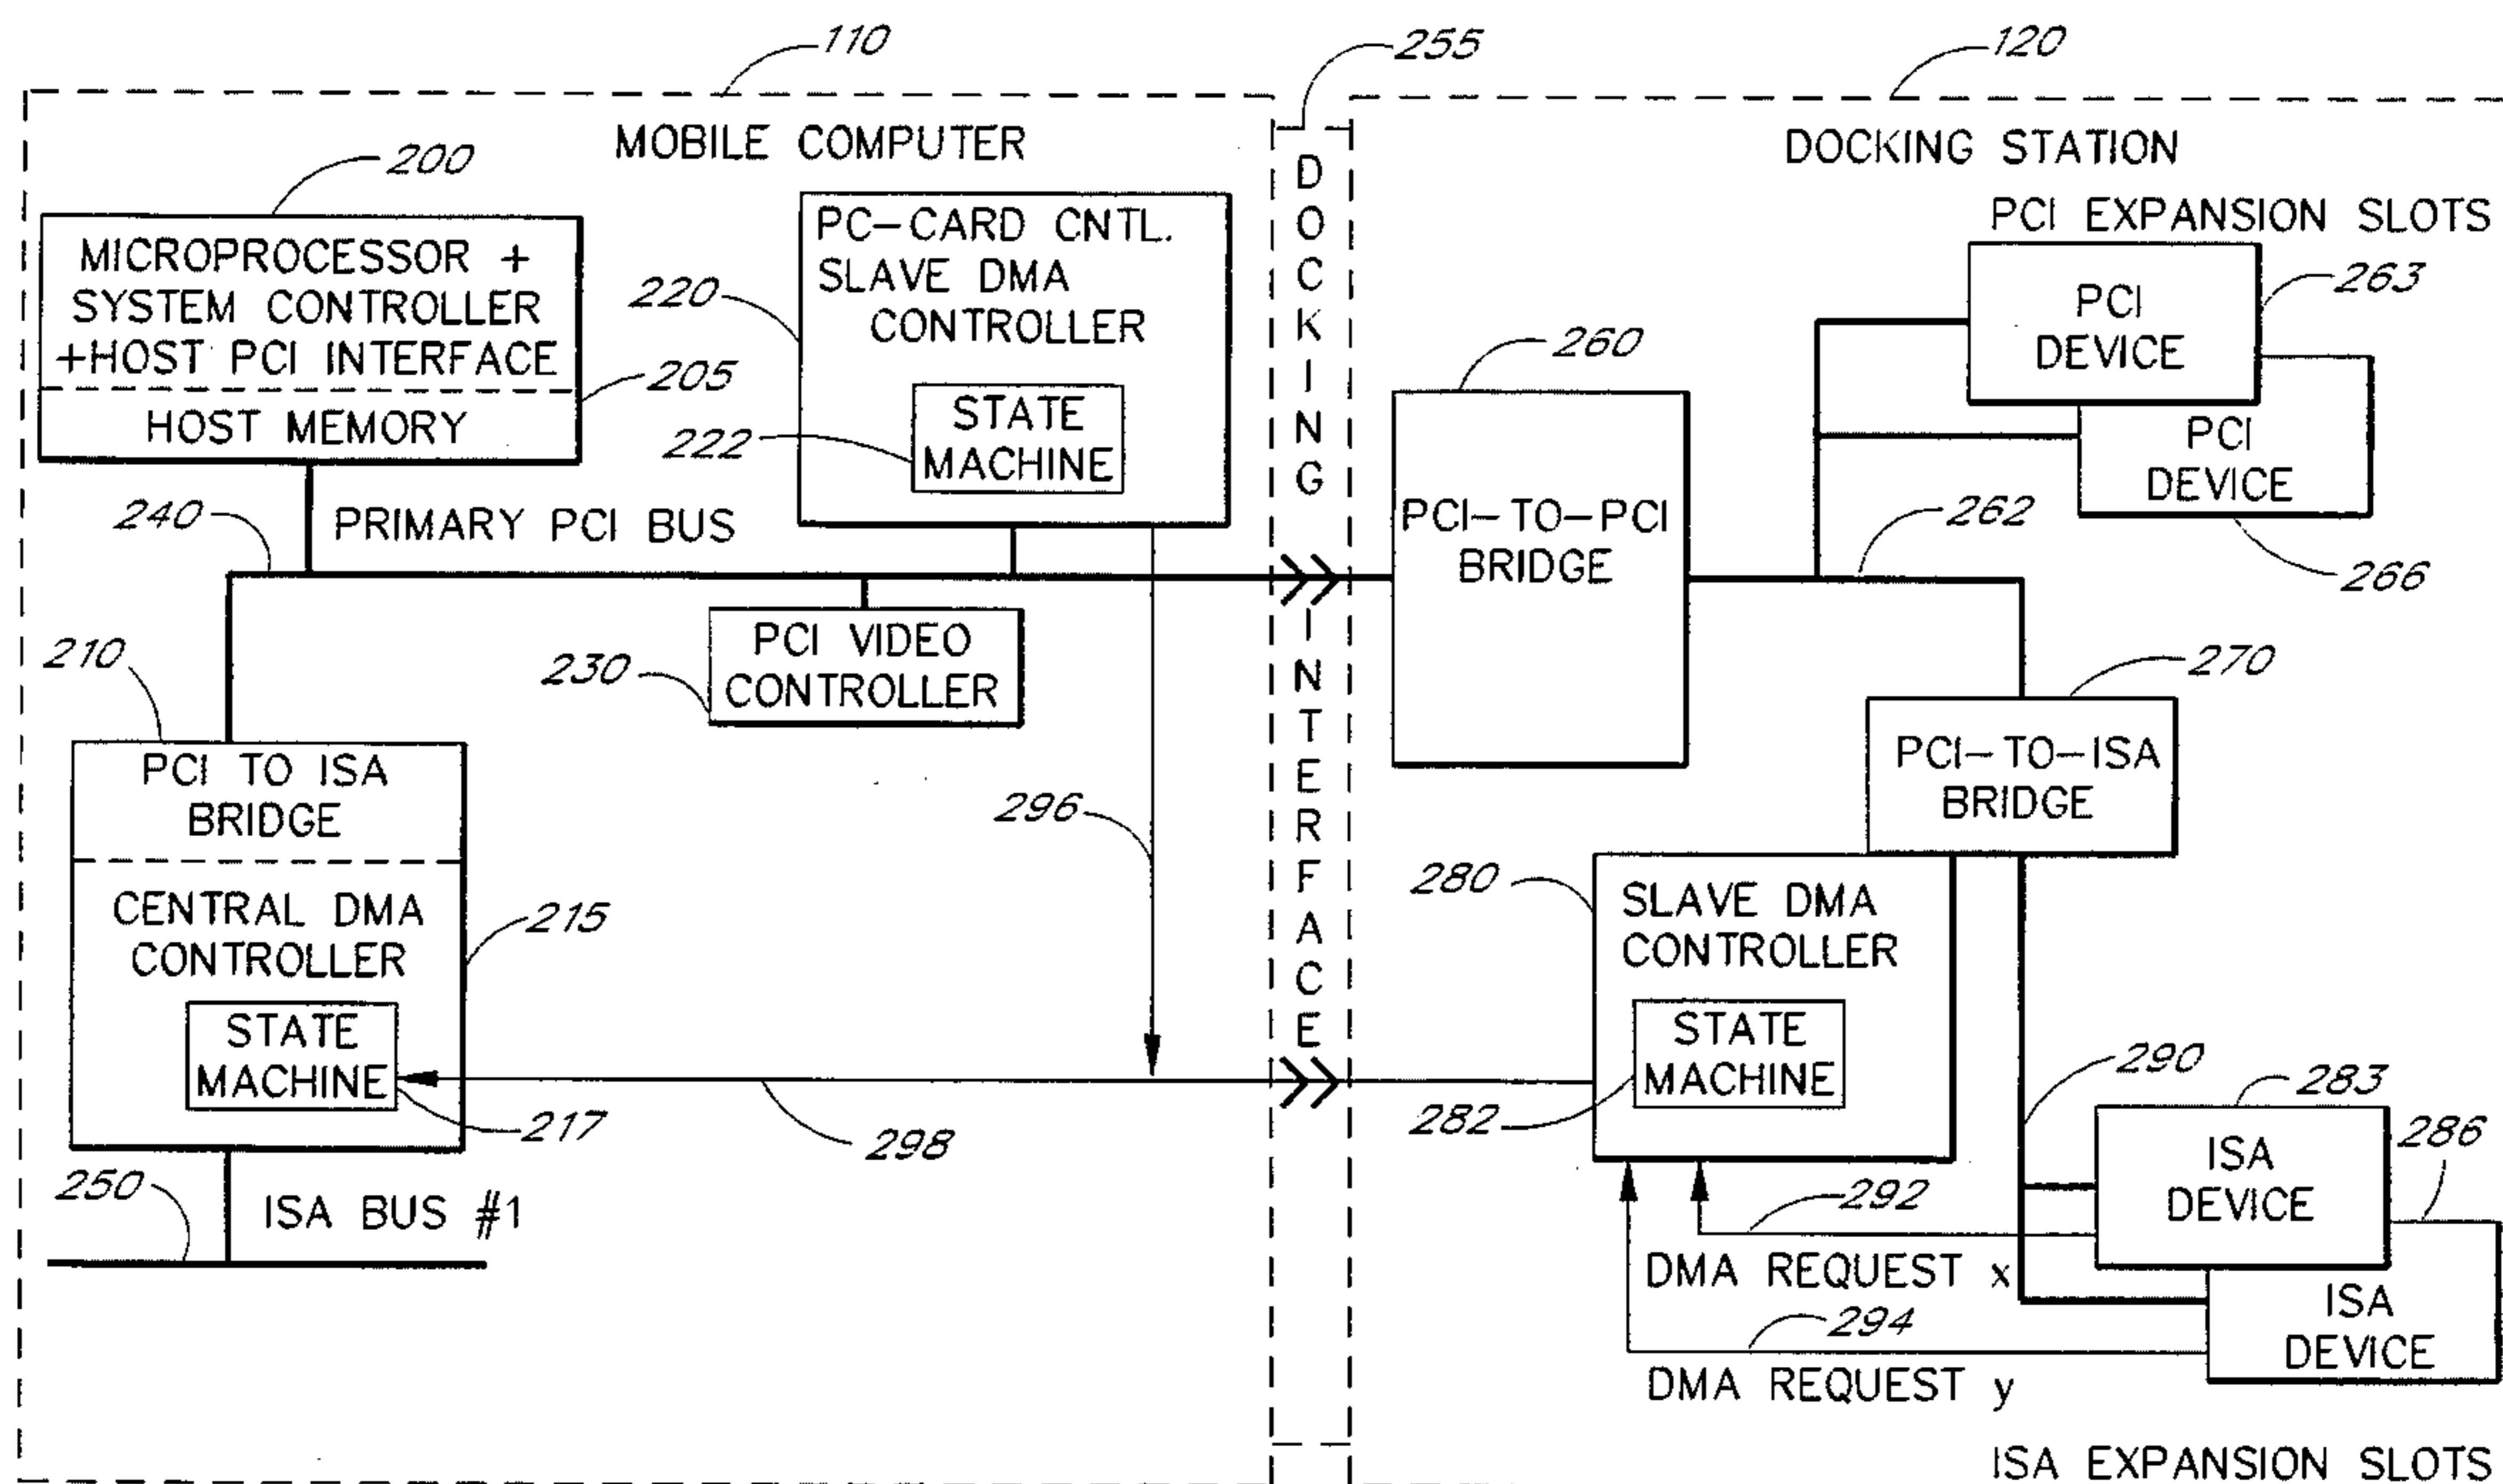 110
255
120
MOBILE COMPUTER
DOCKING STATION
200
PCI EXPANSION SLOTS
MICROPROCESSOR +
SYSTEM CONTROLLER
+HOST PCI INTERFACE
HOST MEMORY
205
PC-CARD CNTL.
SLAVE DMA
CONTROLLER
220
STATE
MACHINE
222
240
PRIMARY PCI BUS
DOCKING INTERFACE
260
PCI-TO-PCI
BRIDGE
PCI
DEVICE
263
PCI
DEVICE
262
266
PCI VIDEO
CONTROLLER
230
210
PCI TO ISA
BRIDGE
CENTRAL DMA
CONTROLLER
215
STATE
MACHINE
217
296
298
250
ISA BUS #1
270
PCI-TO-ISA
BRIDGE
280
SLAVE DMA
CONTROLLER
STATE
MACHINE
282
290
283
ISA
DEVICE
286
292
DMA REQUEST x
ISA
DEVICE
294
DMA REQUEST y
ISA EXPANSION SLOTS